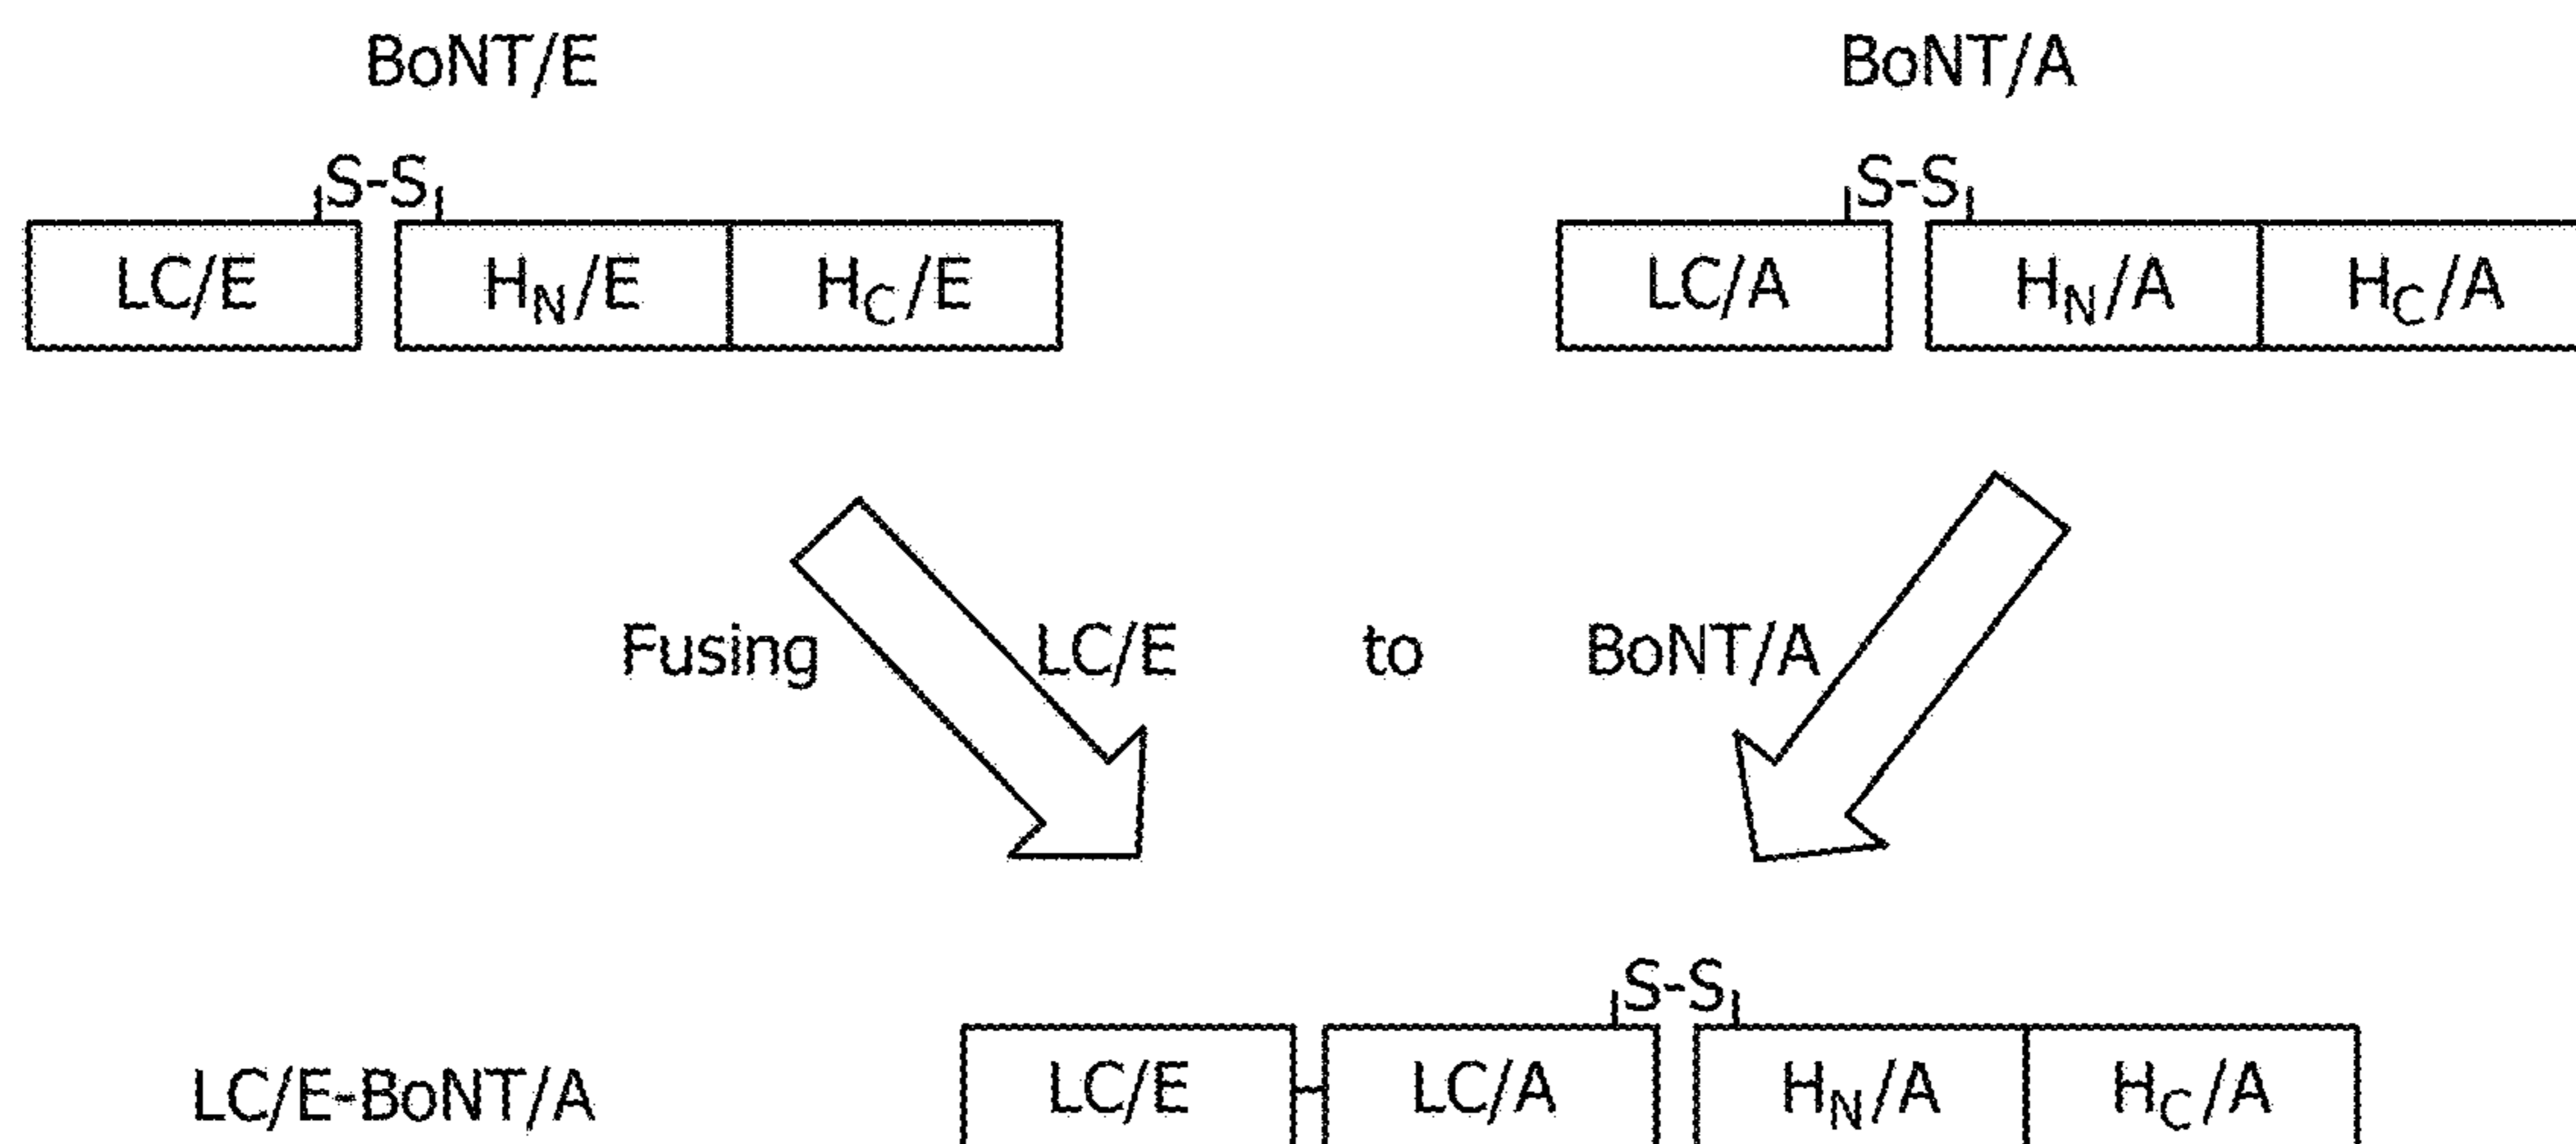 BoNT/E BoNT/A
S-S S-S
LC/E HN/E HC/E LC/A HN/A HC/A
Fusing LC/E to BoNT/A
S-S
LC/E-BoNT/A LC/E LC/A HN/A HC/A